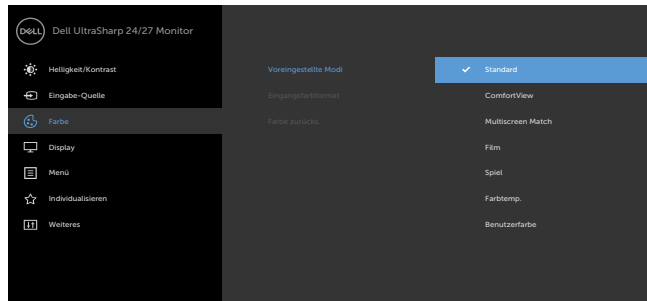 DELL Dell UltraSharp 24/27 Monitor
Helligkeit/Kontrast Voreingestellte Modi Standard
Eingabe-Quelle Eingangsfarbformat ComfortView
Farbe Farbe zurücks. Multiscreen Match
Display Film
Menü Spiel
Individualisieren Farbtemp.
Weiteres Benutzerfarbe